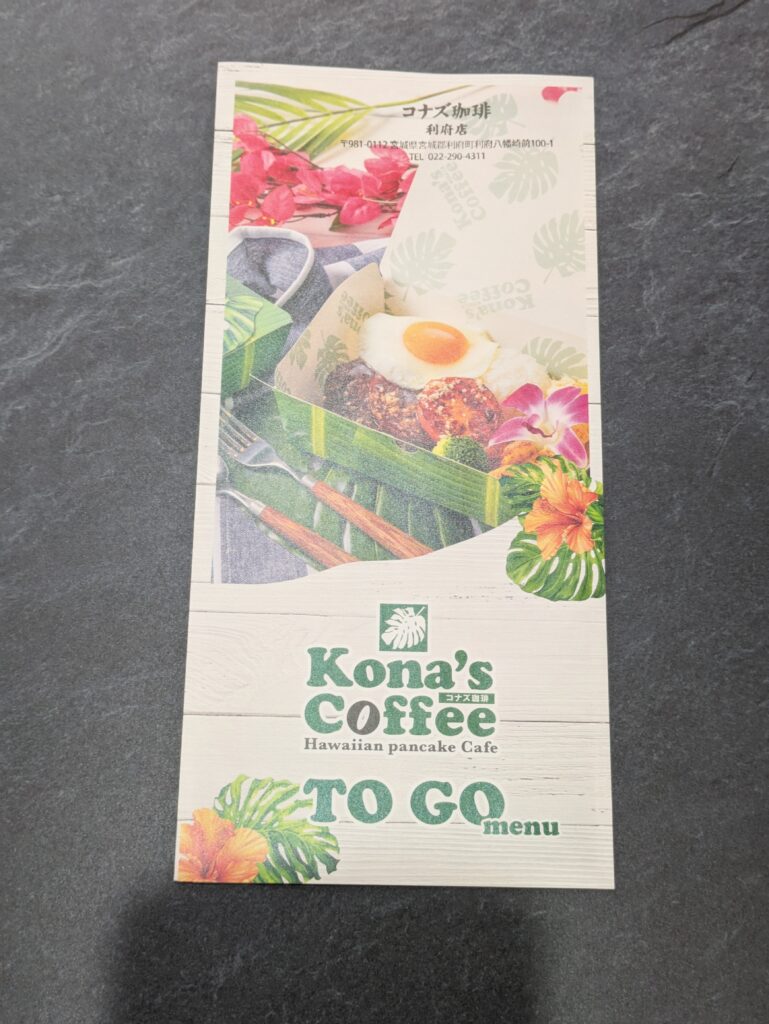 コナズ珈琲
利府店
〒981-0112 宮城県宮城郡利府町利府八幡崎前100-1
TEL 022-290-4311
Kona's
Coffee
Kona's
Coffee
Kona's
Coffee
Kona's
コナズ珈琲
Coffee
Hawaiian pancake Cafe
TO GO
menu